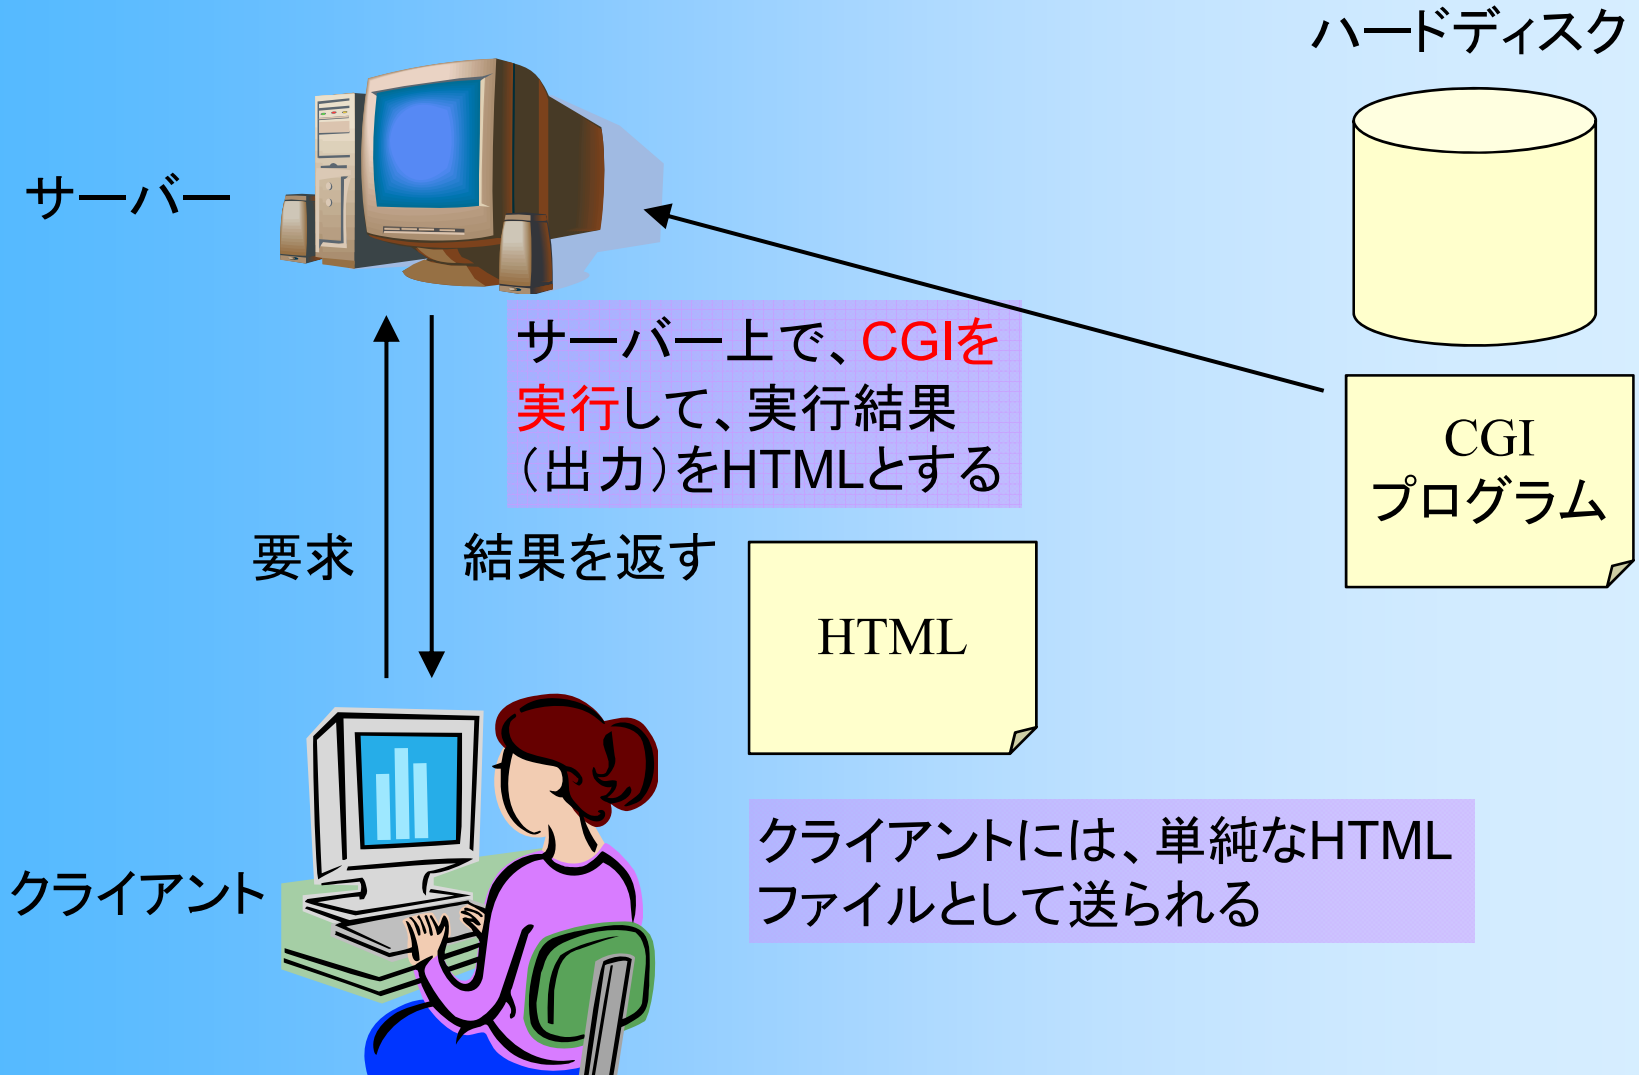 ハードディスク
サーバー
サーバー上で、CGIを
実行して、実行結果
（出力）をHTMLとする
CGI
プログラム
要求
結果を返す
HTML
クライアント
クライアントには、単純なHTML
ファイルとして送られる